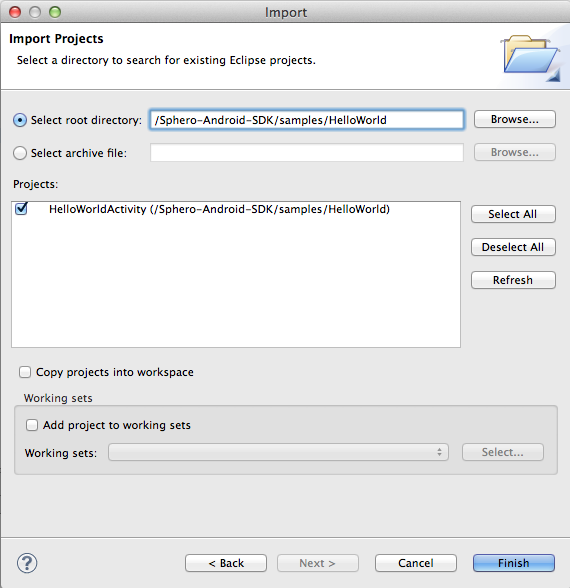 Import
Import Projects
Select a directory to search for existing Eclipse projects.
Select root directory: /Sphero-Android-SDK/samples/HelloWorld Browse...
Select archive file: Browse...
Projects:
HelloWorldActivity (/Sphero-Android-SDK/samples/HelloWorld)
Select All
Deselect All
Refresh
Copy projects into workspace
Working sets
Add project to working sets
Working sets: Select...
? < Back Next > Cancel Finish